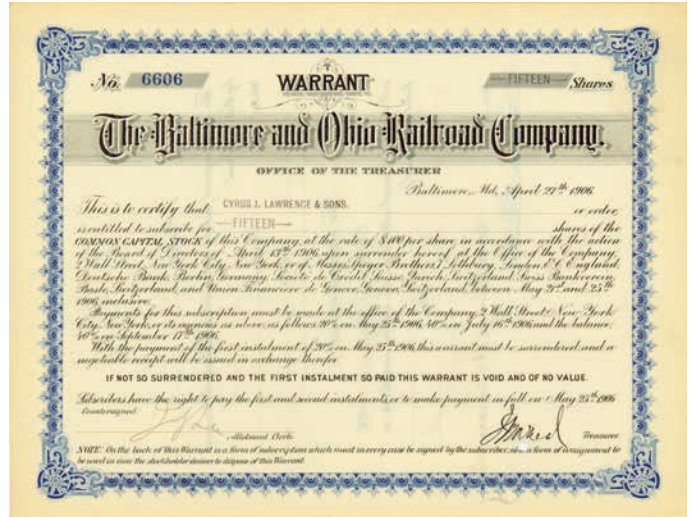 No. 6606 WARRANT FIFTEEN Shares
The Baltimore and Ohio Railroad Company.
OFFICE OF THE TREASURER
Baltimore, Md., April 27th 1906
This is to certify that CYRUS J. LAWRENCE & SONS. or order,
is entitled to subscribe for FIFTEEN shares of the
COMMON CAPITAL STOCK of this Company, at the rate of $100 per share in accordance with the action
of the Board of Directors of April 13th 1906, upon surrender hereof at the Office of the Company,
2 Wall Street, New York City, New York, or of Messrs. Speyer Brothers, 7 Lothbury, London, E.C. England,
Deutsche Bank, Berlin, Germany, Societe de Credit Suisse, Zurich, Switzerland, Swiss Bankverein,
Basle, Switzerland, and Union Financiere de Geneve, Geneva, Switzerland, between May 21st and 25th
1906, inclusive.
Payments for this subscription must be made at the office of the Company, 2 Wall Street, New York
City, New York, or its agencies as above, as follows: 20% on May 25th 1906, 40% on July 16th 1906 and the balance,
40% on September 17th 1906.
With the payment of the first instalment of 20% on May 25th 1906 this warrant must be surrendered and a
negotiable receipt will be issued in exchange therefor.
IF NOT SO SURRENDERED AND THE FIRST INSTALMENT SO PAID THIS WARRANT IS VOID AND OF NO VALUE.
Subscribers have the right to pay the first and second instalments, or to make payment in full on May 25th 1906
Countersigned:
Allotment Clerk. Treasurer
NOTE: On the back of this Warrant is a form of subscription which must in every case be signed by the subscriber, also a form of assignment to
be used in case the stockholder desires to dispose of this Warrant.